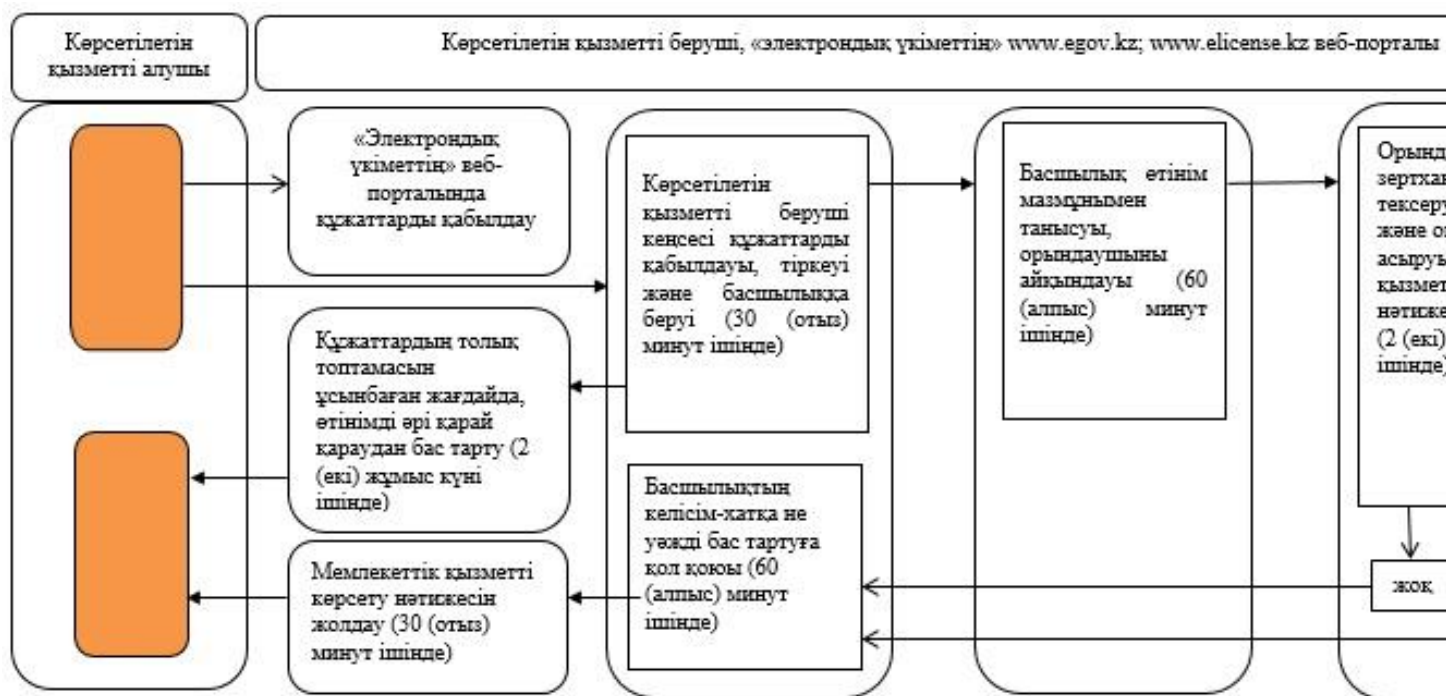 Көрсетілетін
қызметті алушы
Көрсетілетін қызметті беруші, «электрондық үкіметтің» www.egov.kz; www.elicense.kz веб-порталы
«Электрондық
үкіметтің» веб-
порталында
құжаттарды қабылдау
Көрсетілетін
қызметті беруші
кеңсесі құжаттарды
қабылдауы, тіркеуі
және басшылыққа
беруі (30 (отыз)
минут ішінде)
Басшылық өтінім
мазмұнымен
танысуы,
орындаушыны
айқындауы (60
(алпыс) минут
ішінде)
және
(2 (екі)
ішінде)
Құжаттардың толық
топтамасын
ұсынбаған жағдайда,
өтінімді әрі қарай
қараудан бас тарту (2
(екі) жұмыс күні
ішінде)
Басшылықтың
келісім-хатқа не
уәжді бас тартуға
қол қоюы (60
(алпыс) минут
ішінде)
Мемлекеттік қызметті
көрсету нәтижесін
жолдау (30 (отыз)
минут ішінде)
жоқ